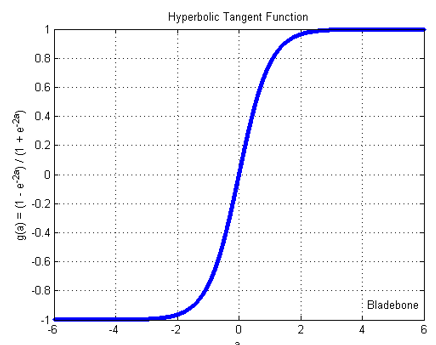 Hyperbolic Tangent Function
1
0.8
0.6
0.4
0.2
0
-0.2
-0.4
-0.6
-0.8
-1
g(a) = (1 - e^-2a) / (1 + e^-2a)
Bladebone
-6 -4 -2 0 2 4 6
a